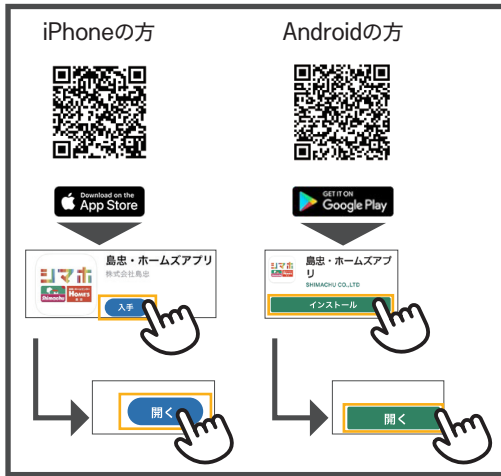 iPhoneの方
Androidの方
Download on the
App Store
GET IT ON
Google Play
島忠・ホームズアプリ
株式会社島忠
シマホ
Shimachu
HOMES
入手
島忠・ホームズアプ
リ
SHIMACHU CO.,LTD
シマホ
インストール
開く
開く